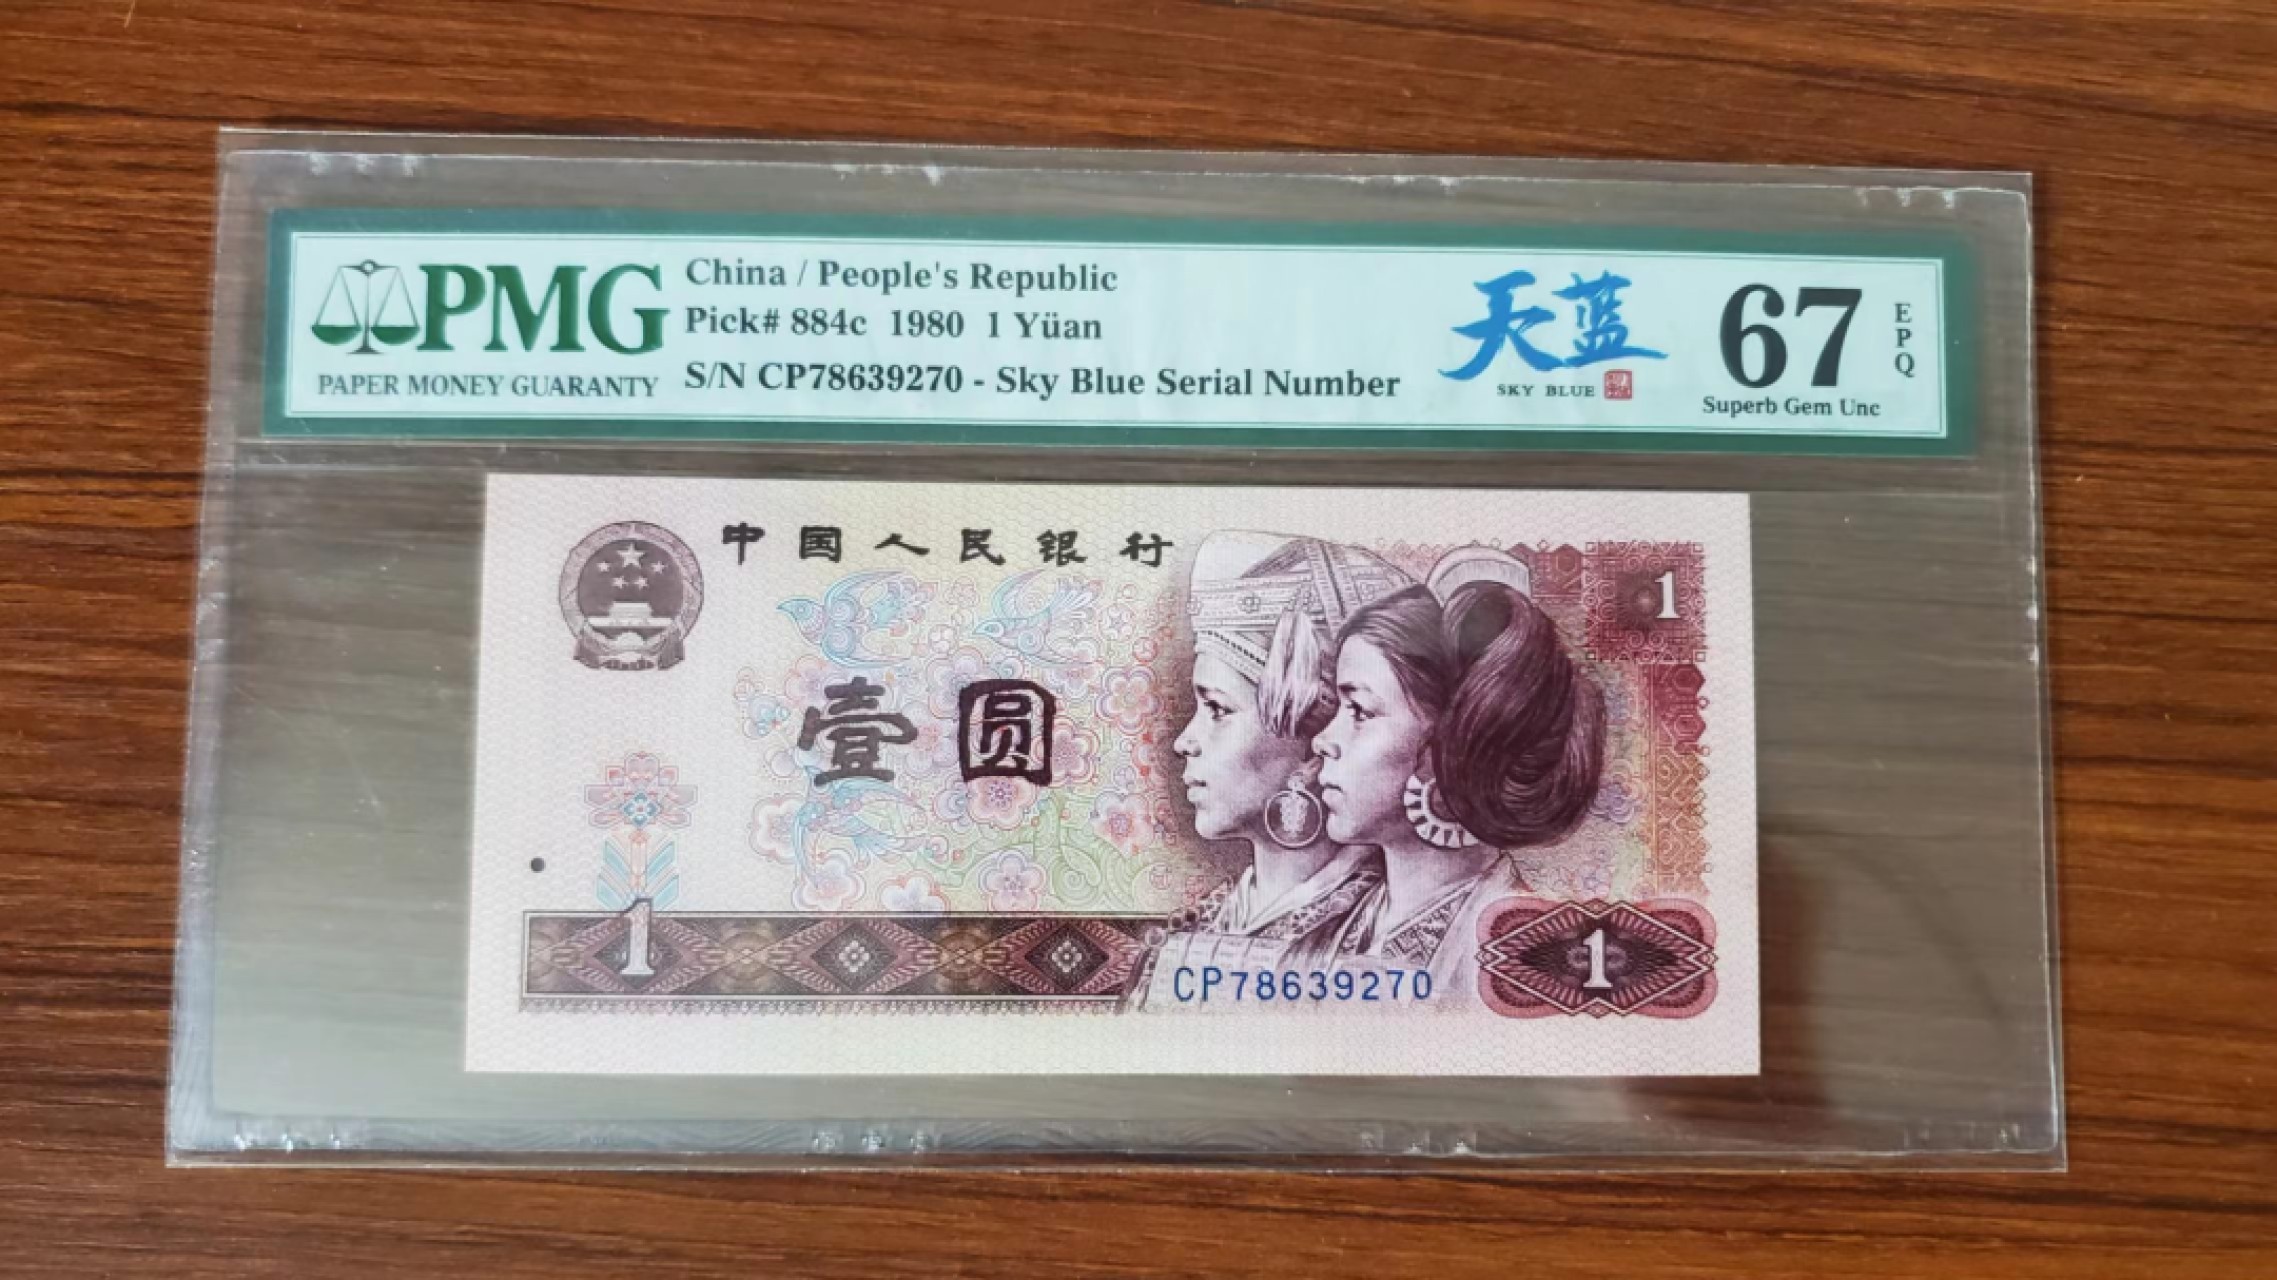 PMG
PAPER MONEY GUARANTY
China / People's Republic
Pick# 884c 1980 1 Yüan
S/N CP78639270 - Sky Blue Serial Number
天蓝
SKY BLUE
67
EPQ
Superb Gem Unc
中国人民银行
1
壹圆
1
CP78639270
1